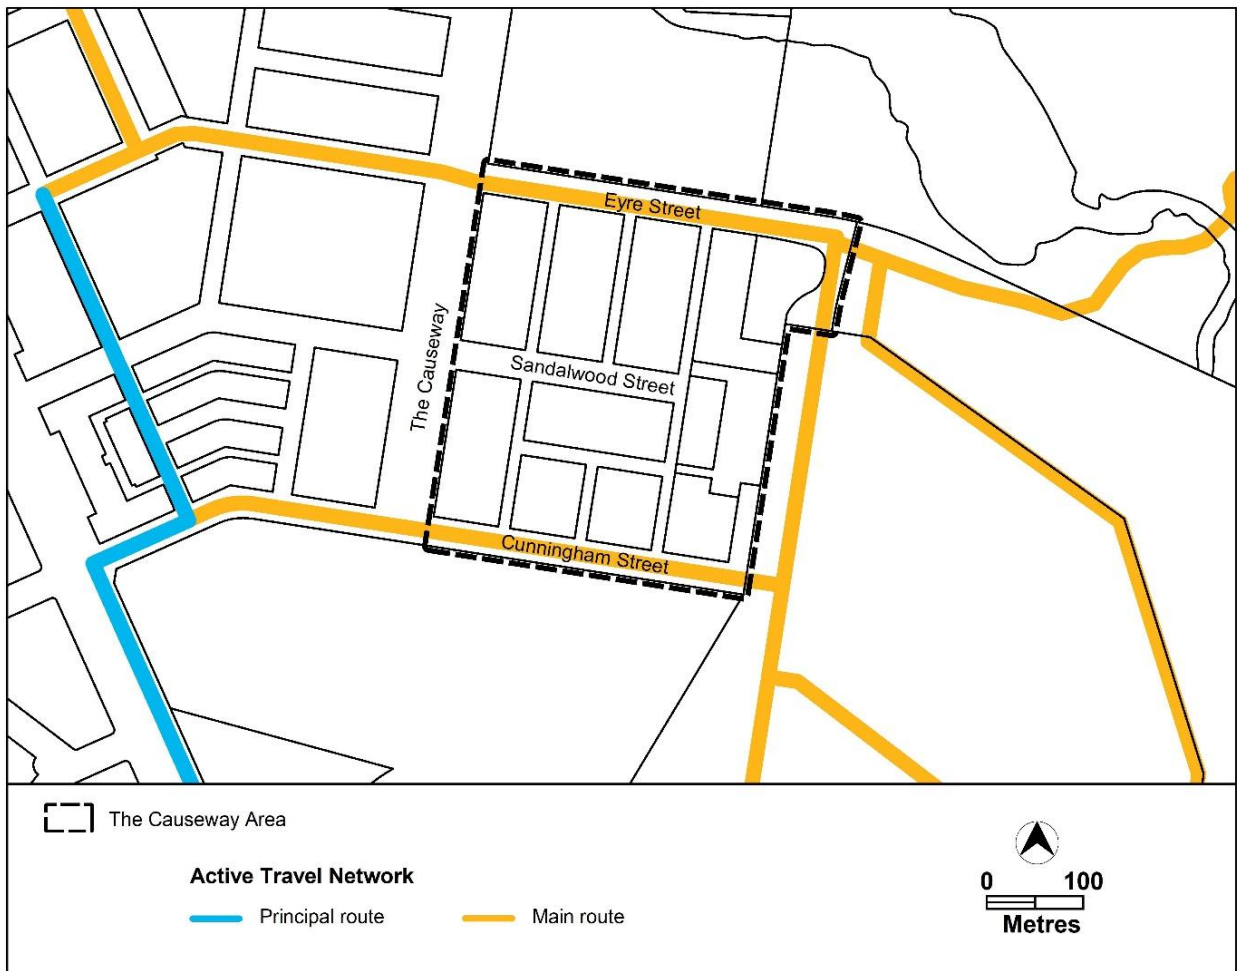 Eyre Street
The Causeway
Sandalwood Street
Cunningham Street
The Causeway Area
Active Travel Network
Principal route
Main route
0 100
Metres